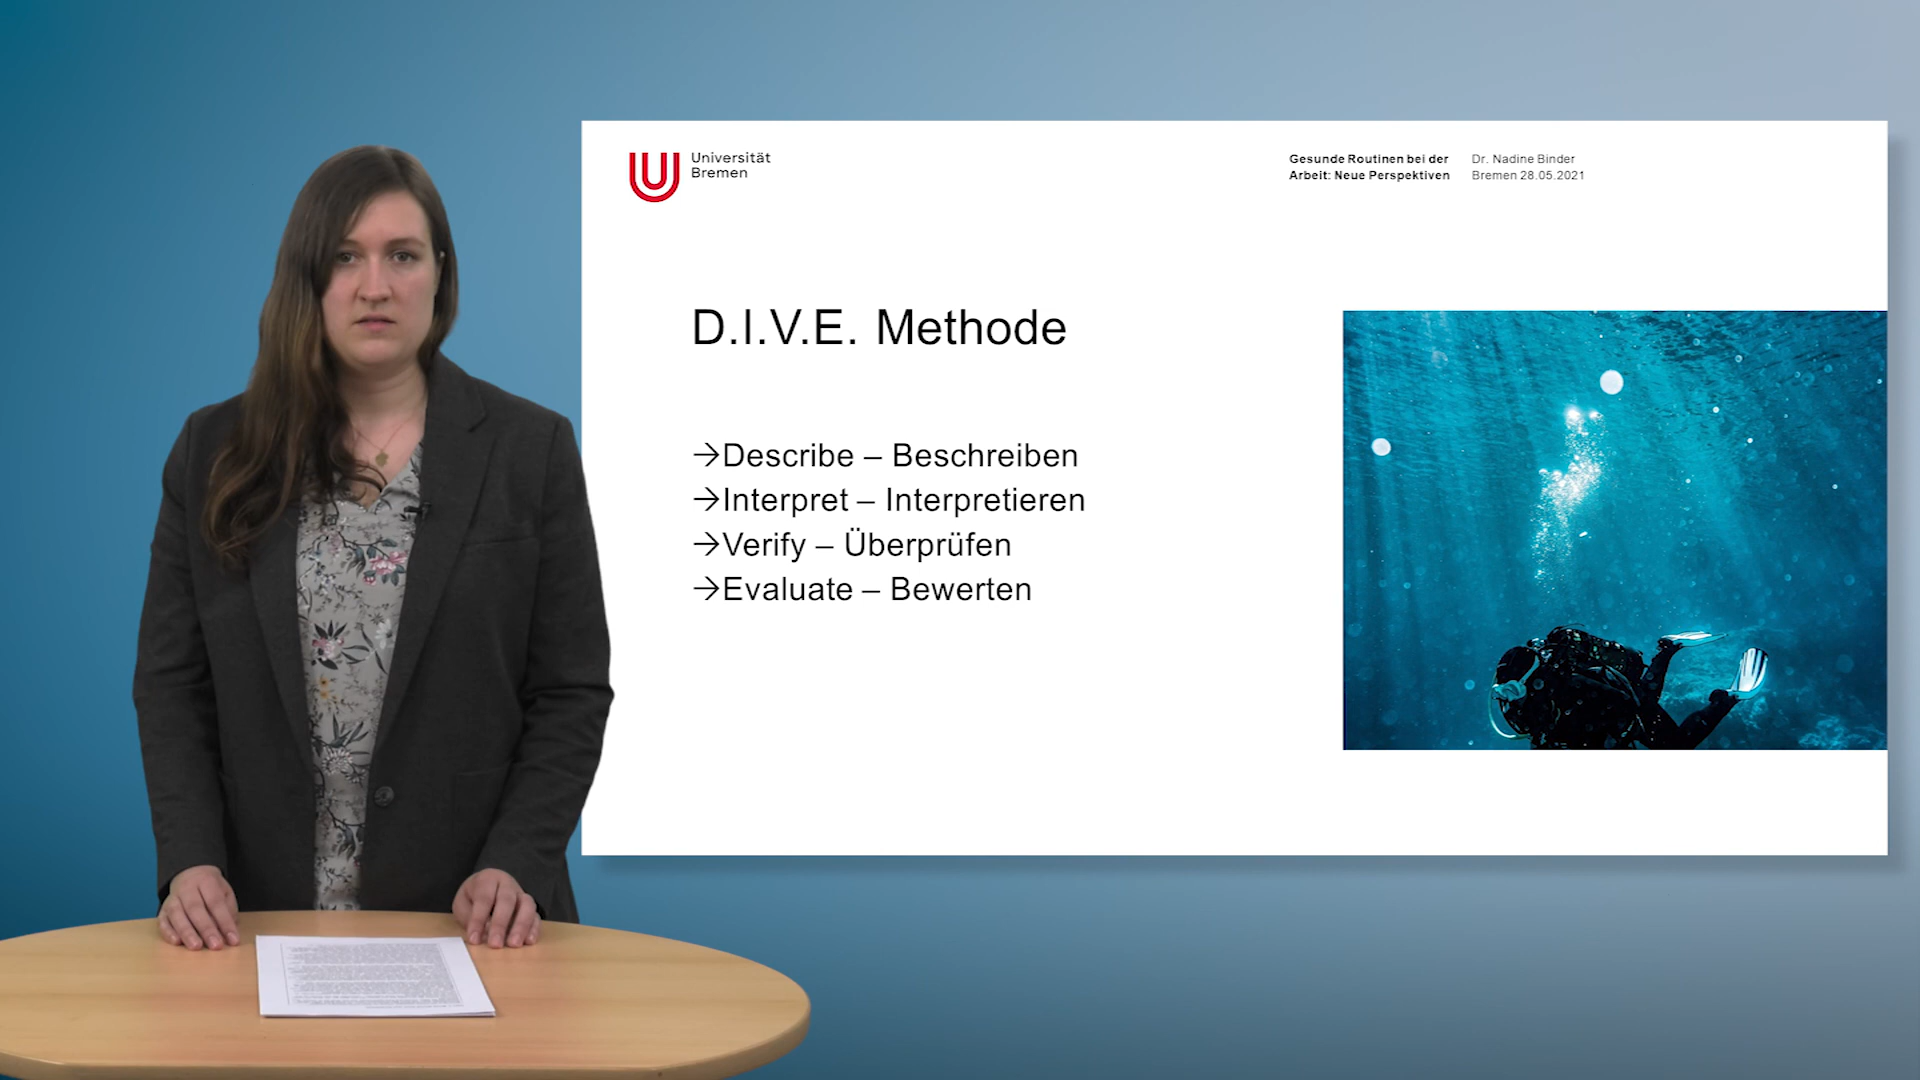 Universität
Bremen
Gesunde Routinen bei der
Arbeit: Neue Perspektiven
Dr. Nadine Binder
Bremen 28.05.2021
D.I.V.E. Methode
→Describe – Beschreiben
→Interpret – Interpretieren
→Verify – Überprüfen
→Evaluate – Bewerten